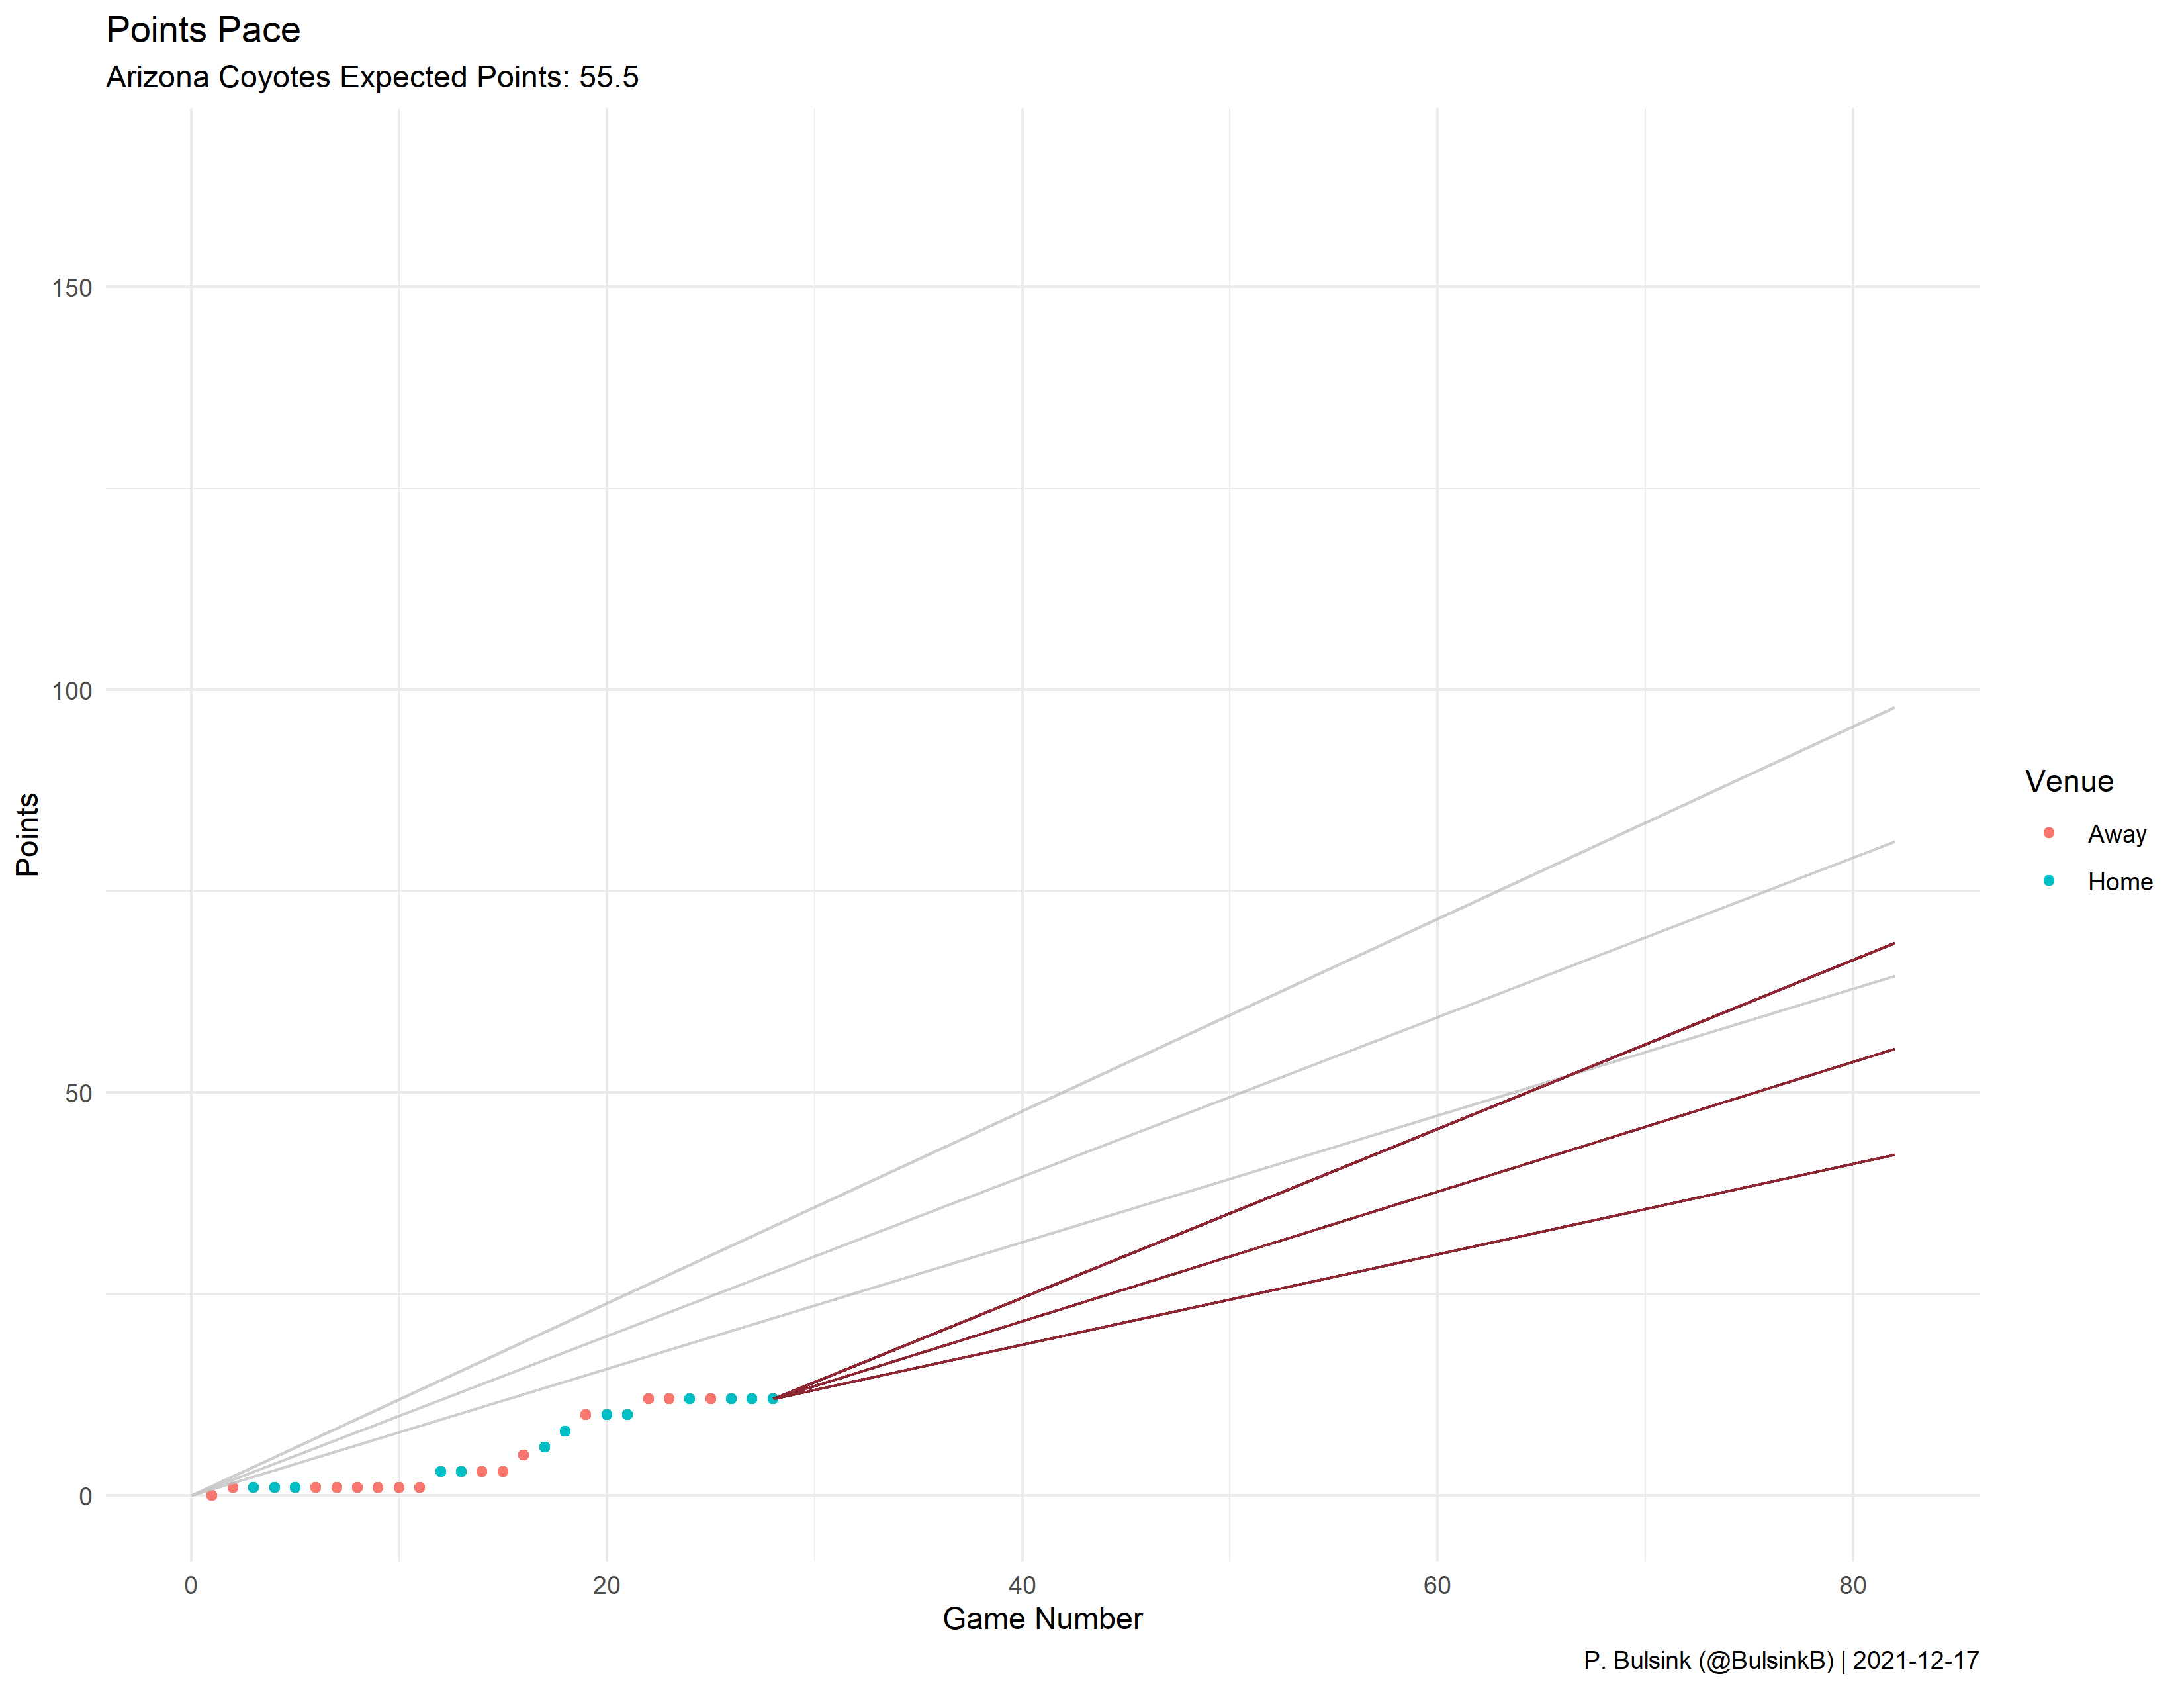 Points Pace
Arizona Coyotes Expected Points: 55.5
150
100
50
0
Points
0 20 40 60 80
Game Number
Venue
Away
Home
P. Bulsink (@BulsinkB) | 2021-12-17